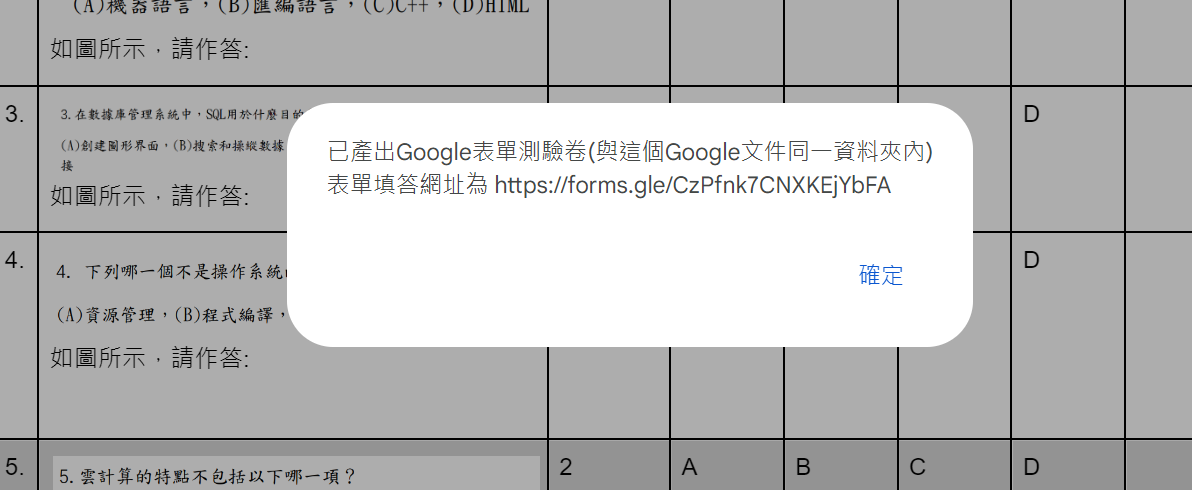 (A)機器語言，(B)匯編語言，(C)C++，(D)HTML
如圖所示，請作答:
3.
3.在數據庫管理系統中，SQL用於什麼目的
D
(A)創建圖形界面，(B)搜索和操縱數據
接
如圖所示，請作答:
已產出Google表單測驗卷(與這個Google文件同一資料夾內)
表單填答網址為 https://forms.gle/CzPfnk7CNXKEjYbFA
確定
4.
4. 下列哪一個不是操作系統
D
(A)資源管理，(B)程式編譯，
如圖所示，請作答:
5.
5.雲計算的特點不包括以下哪一項？
2
A
B
C
D